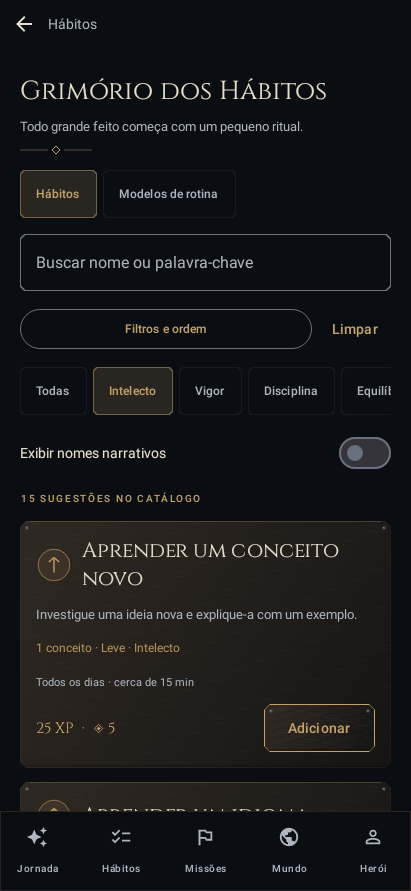 Hábitos
Grimório dos Hábitos
Todo grande feito começa com um pequeno ritual.
Hábitos
Modelos de rotina
Buscar nome ou palavra-chave
Filtros e ordem
Limpar
Todas
Intelecto
Vigor
Disciplina
Exibir nomes narrativos
15 SUGESTÕES NO CATÁLOGO
Aprender um conceito
novo
Investigue uma ideia nova e explique-a com um exemplo.
1 conceito · Leve · Intelecto
Todos os dias · cerca de 15 min
25 XP · 5
Adicionar
Jornada
Hábitos
Missões
Mundo
Herói